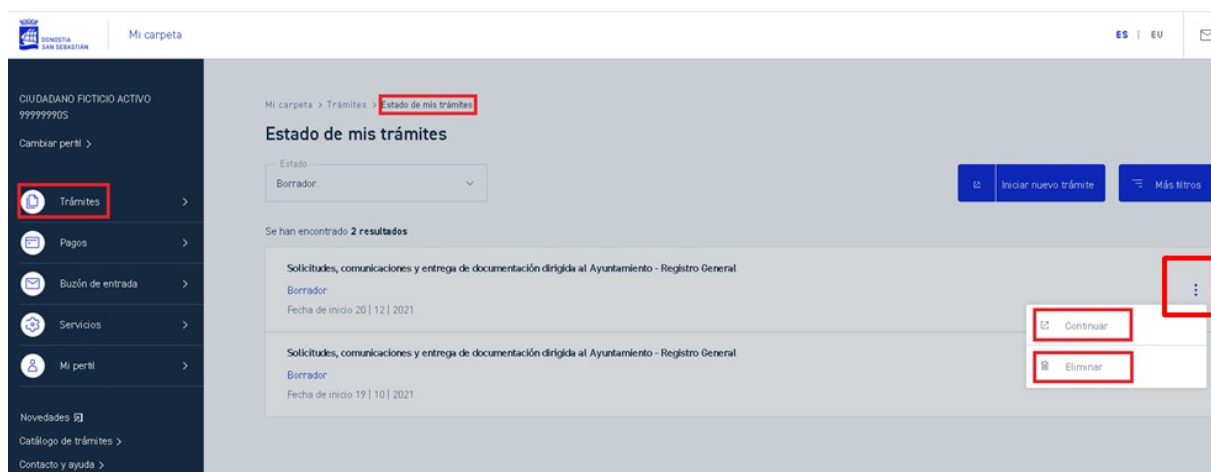 DONOSTIA
SAN SEBASTIÁN
Mi carpeta
ES | EU
CIUDADANO FICTICIO ACTIVO
99999990S
Cambiar perfil >
Trámites
Pagos
Buzón de entrada
Servicios
Mi perfil
Novedades
Catálogo de trámites >
Contacto y ayuda >
Mi carpeta > Trámites > Estado de mis trámites
Estado de mis trámites
Estado
Borrador
Iniciar nuevo trámite
Más filtros
Se han encontrado 2 resultados
Solicitudes, comunicaciones y entrega de documentación dirigida al Ayuntamiento - Registro General
Borrador
Fecha de inicio 20 | 12 | 2021
Continuar
Eliminar
Solicitudes, comunicaciones y entrega de documentación dirigida al Ayuntamiento - Registro General
Borrador
Fecha de inicio 19 | 10 | 2021